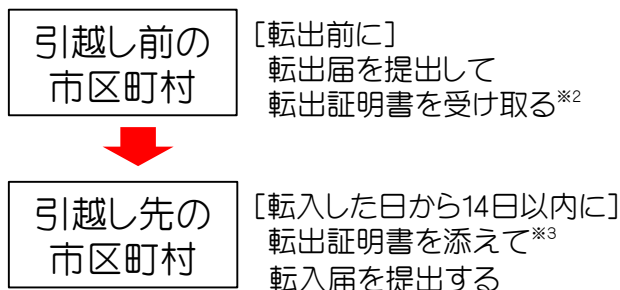 引越し前の
市区町村
[転出前に]
転出届を提出して
転出証明書を受け取る※2
引越し先の
市区町村
[転入した日から14日以内に]
転出証明書を添えて※3
転入届を提出する